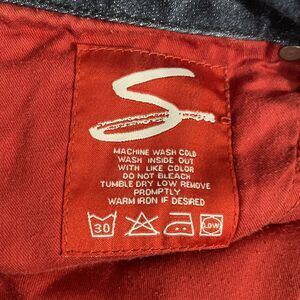 S
MACHINE WASH COLD
WASH INSIDE OUT
WITH LIKE COLOR
DO NOT BLEACH
TUMBLE DRY LOW REMOVE
PROMPTLY
WARM IRON IF DESIRED
30 LOW